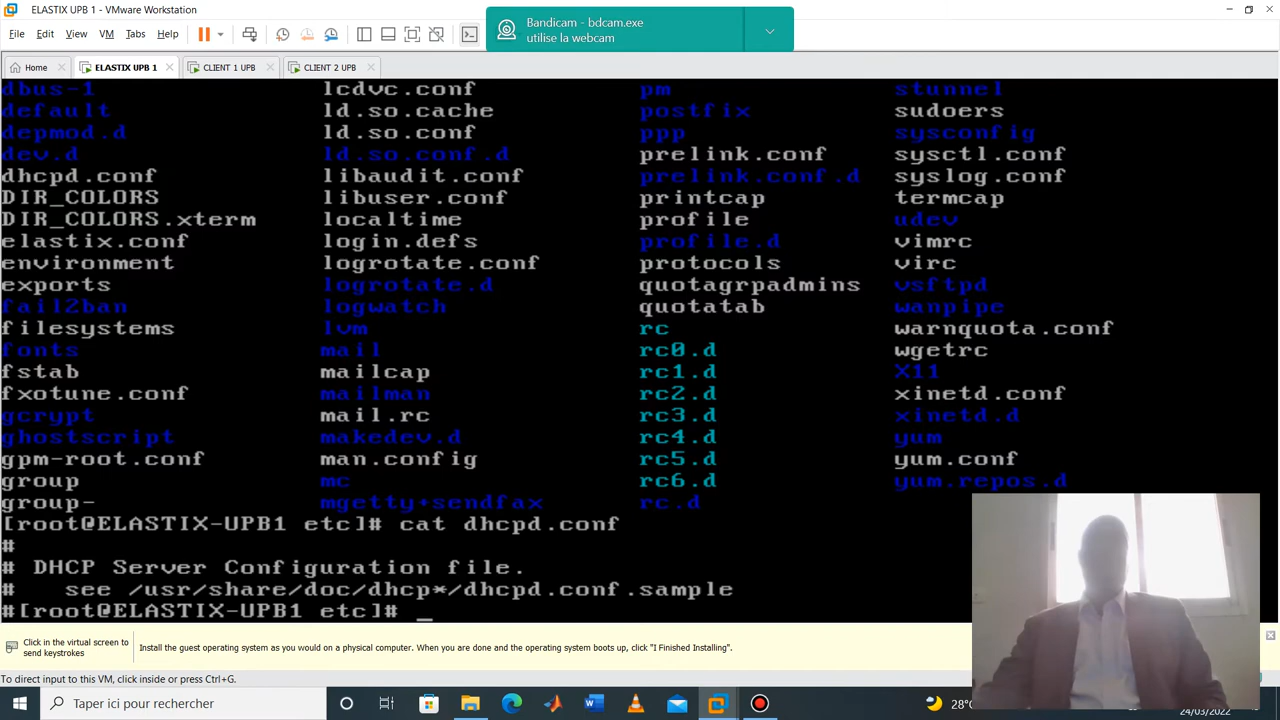 ELASTIX UPB 1 - VMware Workstation
Bandicam - bdcam.exe
utilise la webcam
File Edit View VM Tabs Help
Home ELASTIX UPB 1 CLIENT 1 UPB CLIENT 2 UPB
dbus-1 lcdvc.conf pm stunnel
default ld.so.cache postfix sudoers
depmod.d ld.so.conf ppp sysconfig
dev.d ld.so.conf.d prelink.conf sysctl.conf
dhcpd.conf libaudit.conf prelink.conf.d syslog.conf
DIR_COLORS libuser.conf printcap termcap
DIR_COLORS.xterm localtime profile udev
elastix.conf login.defs profile.d vimrc
environment logrotate.conf protocols virc
exports logrotate.d quotagrpadmins vsftpd
fail2ban logwatch quotatab wanpipe
filesystems lvm rc warnquota.conf
fonts mail rc0.d wgetrc
fstab mailcap rc1.d X11
fxotune.conf mailman rc2.d xinetd.conf
gcrypt mail.rc rc3.d xinetd.d
ghostscript makedev.d rc4.d yum
gpm-root.conf man.config rc5.d yum.conf
group mc rc6.d yum.repos.d
group- mgetty+sendfax rc.d
[root@ELASTIX-UPB1 etc]# cat dhcpd.conf
#
# DHCP Server Configuration file.
# see /usr/share/doc/dhcp*/dhcpd.conf.sample
#[root@ELASTIX-UPB1 etc]# _
Click in the virtual screen to
send keystrokes
Install the guest operating system as you would on a physical computer. When you are done and the operating system boots up, click "I Finished Installing".
To direct input to this VM, click inside or press Ctrl+G.
Taper ici pour rechercher
28°
24/03/2022